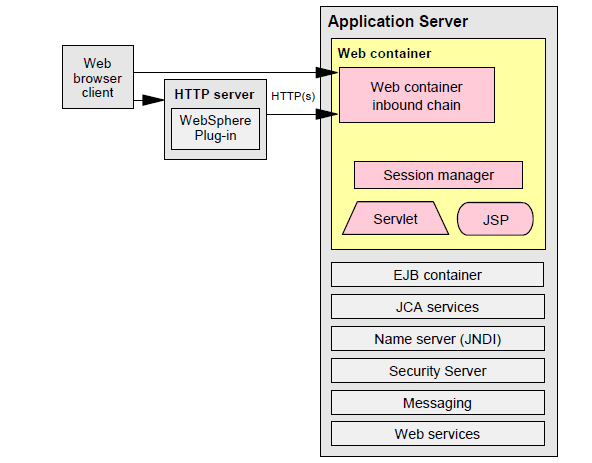 Application Server
Web container
Web
browser
client
HTTP server
WebSphere
Plug-in
HTTP(s)
Web container
inbound chain
Session manager
Servlet
JSP
EJB container
JCA services
Name server (JNDI)
Security Server
Messaging
Web services